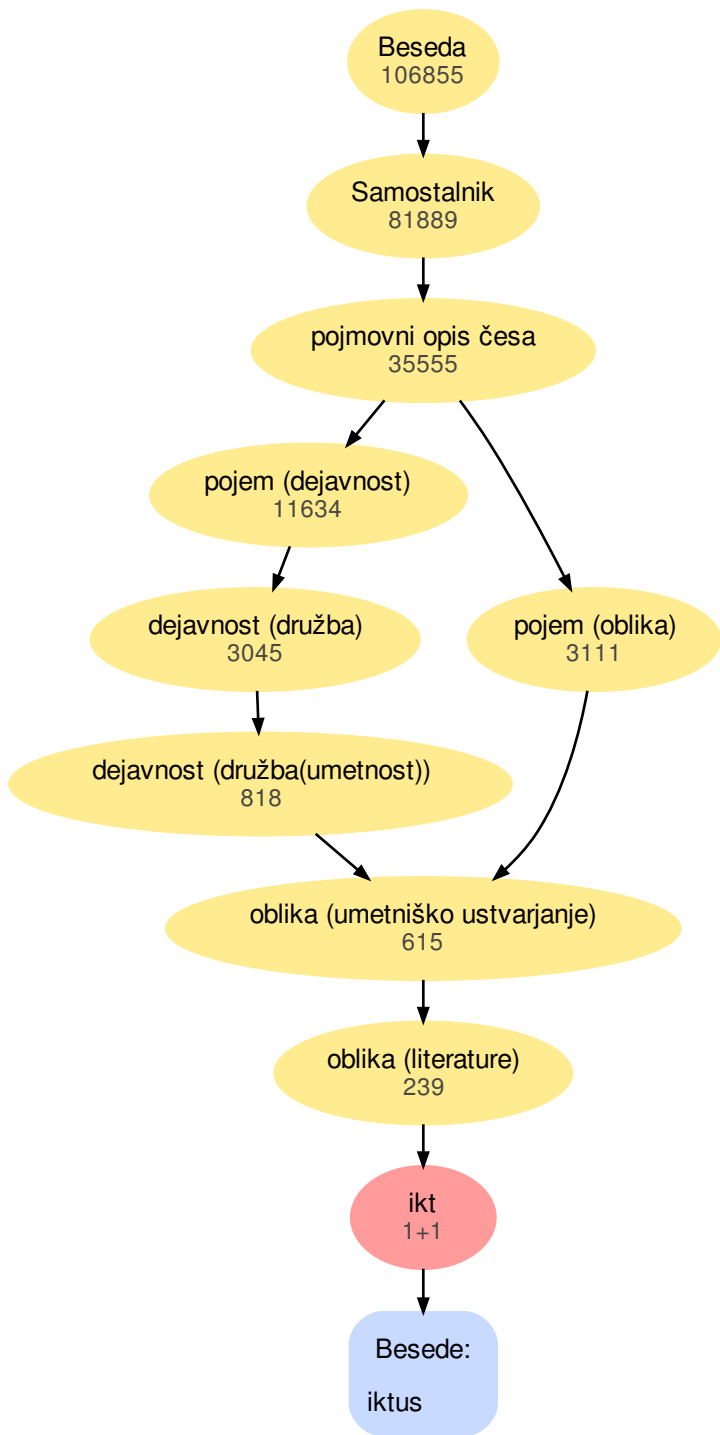 Beseda
106855
Samostalnik
81889
pojmovni opis česa
35555
pojem (dejavnost)
11634
dejavnost (družba)
3045
pojem (oblika)
3111
dejavnost (družba(umetnost))
818
oblika (umetniško ustvarjanje)
615
oblika (literature)
239
ikt
1+1
Besede:
iktus